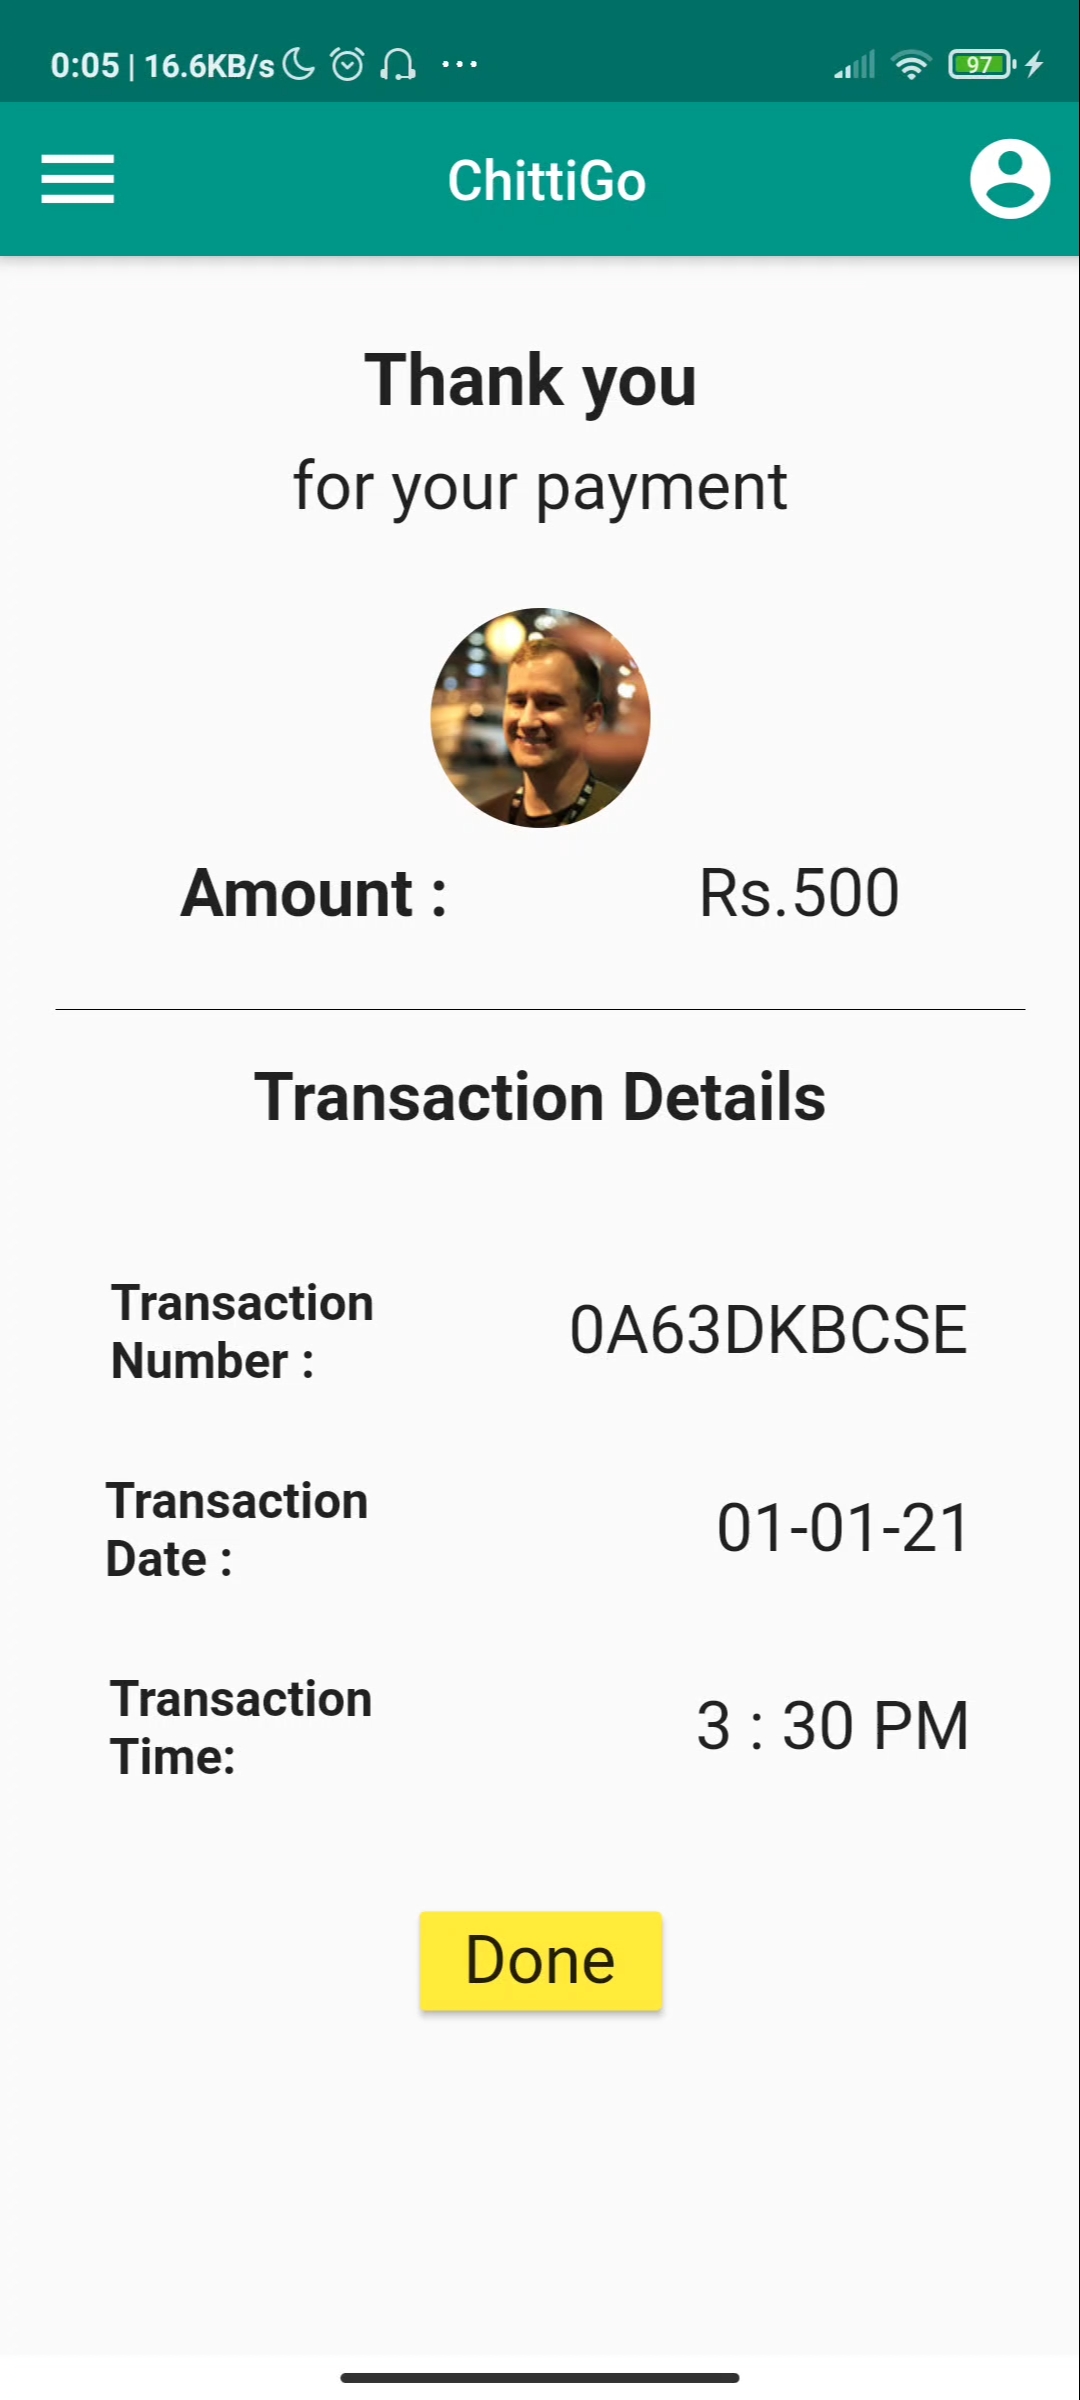 0:05 | 16.6KB/s ... 97
ChittiGo
Thank you
for your payment
Amount : Rs.500
Transaction Details
Transaction
Number : 0A63DKBCSE
Transaction
Date : 01-01-21
Transaction
Time: 3 : 30 PM
Done